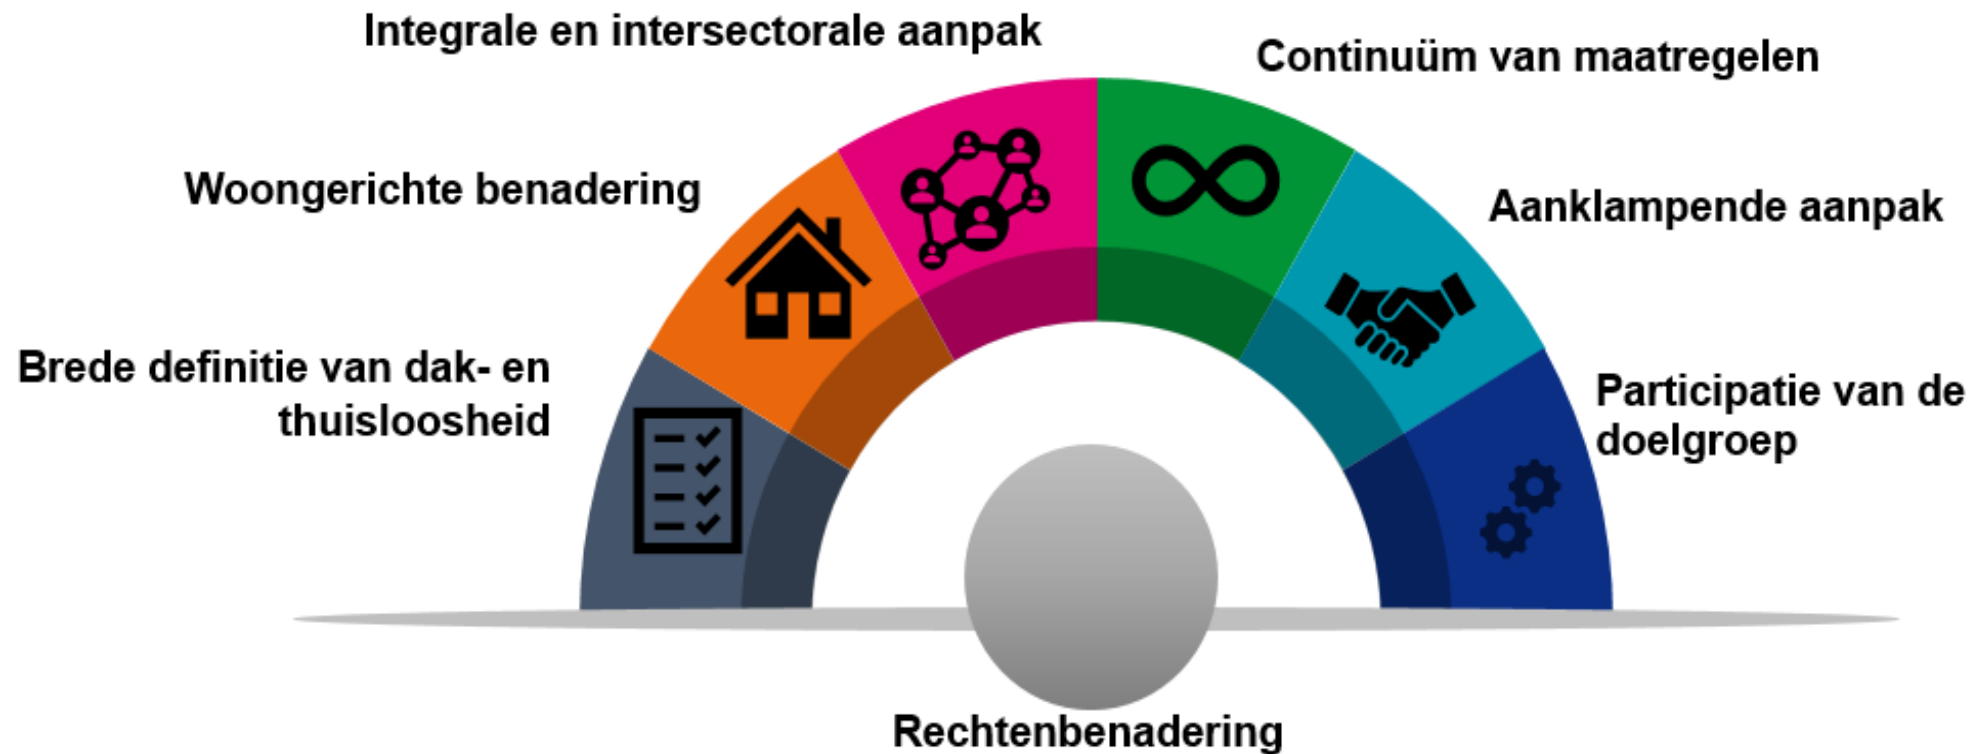 Integrale en intersectorale aanpak
Continuüm van maatregelen
Woongerichte benadering
Aanklampende aanpak
Brede definitie van dak- en
thuisloosheid
Participatie van de
doelgroep
Rechtenbenadering